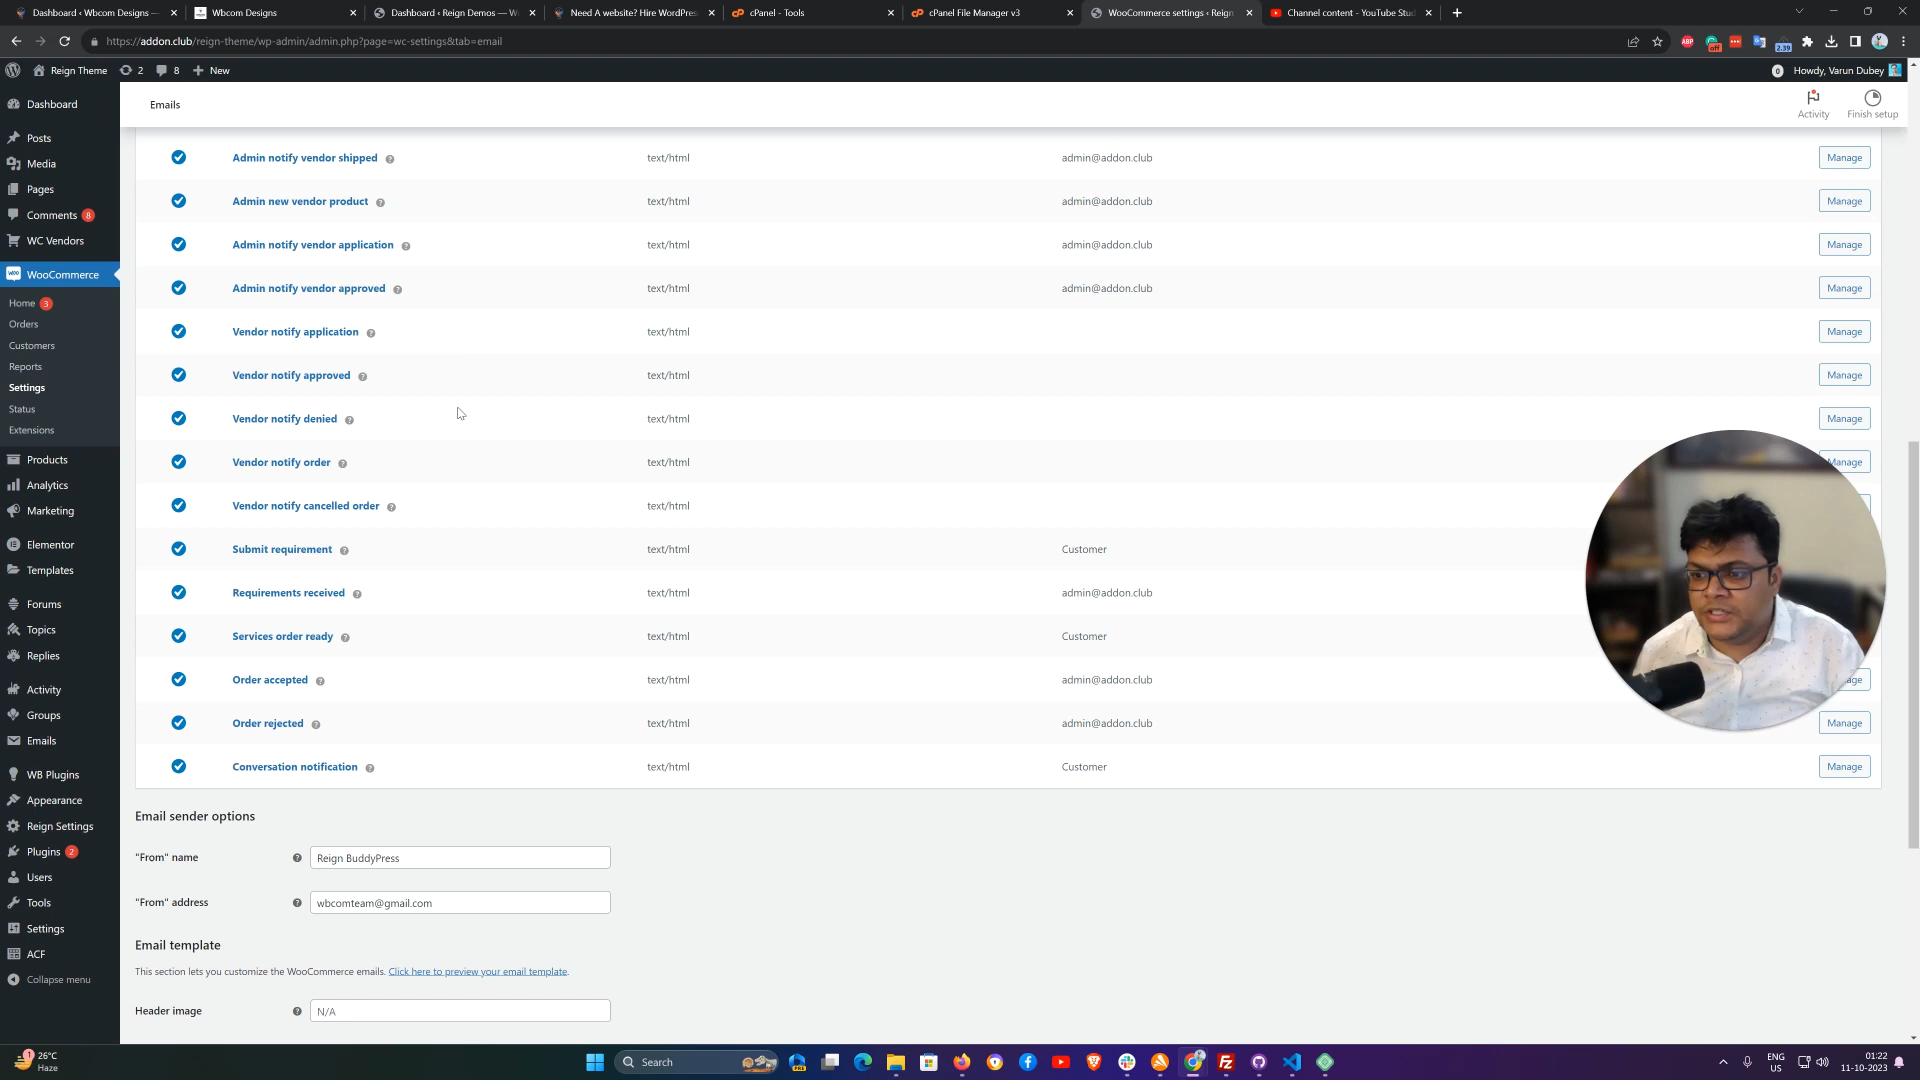 Dashboard ‹ Wbcom Designs —
Wbcom Designs
Dashboard ‹ Reign Demos — W
Need A website? Hire WordPres
cPanel - Tools
cPanel File Manager v3
WooCommerce settings ‹ Reign
Channel content - YouTube Stud
https://addon.club/reign-theme/wp-admin/admin.php?page=wc-settings&tab=email
ABP
off
2.39
Reign Theme
2
8
New
0
Howdy, Varun Dubey
Emails
Activity
Finish setup
Dashboard
Posts
Media
Pages
Comments 8
WC Vendors
WooCommerce
Home 3
Orders
Customers
Reports
Settings
Status
Extensions
Products
Analytics
Marketing
Elementor
Templates
Forums
Topics
Replies
Activity
Groups
Emails
WB Plugins
Appearance
Reign Settings
Plugins 2
Users
Tools
Settings
ACF
Collapse menu
Admin notify vendor shipped text/html admin@addon.club Manage
Admin new vendor product text/html admin@addon.club Manage
Admin notify vendor application text/html admin@addon.club Manage
Admin notify vendor approved text/html admin@addon.club Manage
Vendor notify application text/html Manage
Vendor notify approved text/html Manage
Vendor notify denied text/html Manage
Vendor notify order text/html Manage
Vendor notify cancelled order text/html
Submit requirement text/html Customer
Requirements received text/html admin@addon.club
Services order ready text/html Customer
Order accepted text/html admin@addon.club age
Order rejected text/html admin@addon.club Manage
Conversation notification text/html Customer Manage
Email sender options
"From" name Reign BuddyPress
"From" address wbcomteam@gmail.com
Email template
This section lets you customize the WooCommerce emails. Click here to preview your email template.
Header image N/A
1
26°C
Haze
Search
PRE
ENG
US
01:22
11-10-2023